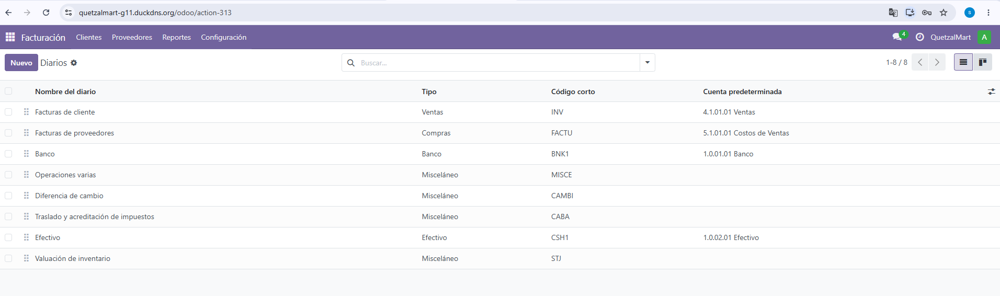 quetzalmart-g11.duckdns.org/odoo/action-313
s
Facturación Clientes Proveedores Reportes Configuración 4 QuetzalMart A
Nuevo Diarios Buscar... 1-8 / 8
Nombre del diario Tipo Código corto Cuenta predeterminada
Facturas de cliente Ventas INV 4.1.01.01 Ventas
Facturas de proveedores Compras FACTU 5.1.01.01 Costos de Ventas
Banco Banco BNK1 1.0.01.01 Banco
Operaciones varias Misceláneo MISCE
Diferencia de cambio Misceláneo CAMBI
Traslado y acreditación de impuestos Misceláneo CABA
Efectivo Efectivo CSH1 1.0.02.01 Efectivo
Valuación de inventario Misceláneo STJ